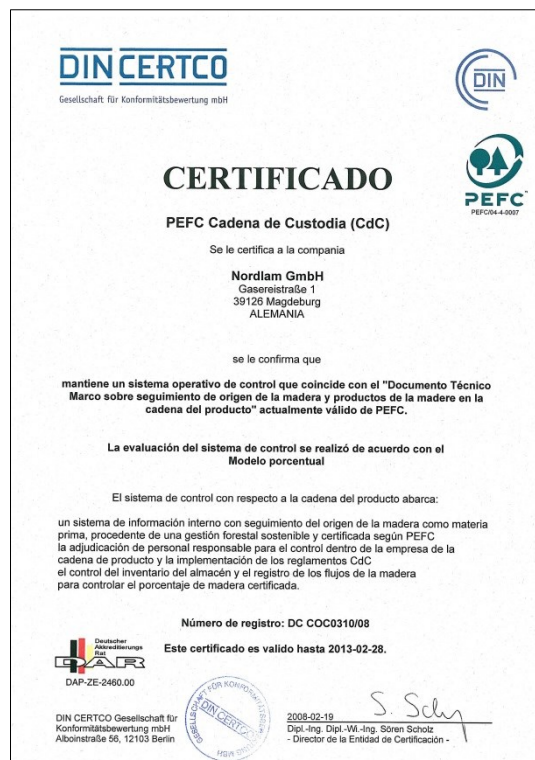 DIN CERTCO
Gesellschaft für Konformitätsbewertung mbH
DIN
CERTIFICADO
PEFC™
PEFC/04-4-0007
PEFC Cadena de Custodia (CdC)
Se le certifica a la compania
Nordlam GmbH
Gasereistraße 1
39126 Magdeburg
ALEMANIA
se le confirma que
mantiene un sistema operativo de control que coincide con el "Documento Técnico
Marco sobre seguimiento de origen de la madera y productos de la madere en la
cadena del producto" actualmente válido de PEFC.
La evaluación del sistema de control se realizó de acuerdo con el
Modelo porcentual
El sistema de control con respecto a la cadena del producto abarca:
un sistema de información interno con seguimiento del origen de la madera como materia
prima, procedente de una gestión forestal sostenible y certificada según PEFC
la adjudicación de personal responsable para el control dentro de la empresa de la
cadena de producto y la implementación de los reglamentos CdC
el control del inventario del almacén y el registro de los flujos de la madera
para controlar el porcentaje de madera certificada.
Número de registro: DC COC0310/08
Este certificado es valido hasta 2013-02-28.
Deutscher
Akkreditierungs
Rat
DAR
DAP-ZE-2460.00
DIN CERTCO Gesellschaft für
Konformitätsbewertung mbH
Alboinstraße 56, 12103 Berlin
GESELLSCHAFT FÜR KONFORMITÄTSBEWERTUNG MBH
DIN CERTCO
2008-02-19
Dipl.-Ing. Dipl.-Wi.-Ing. Sören Scholz
- Director de la Entidad de Certificación -